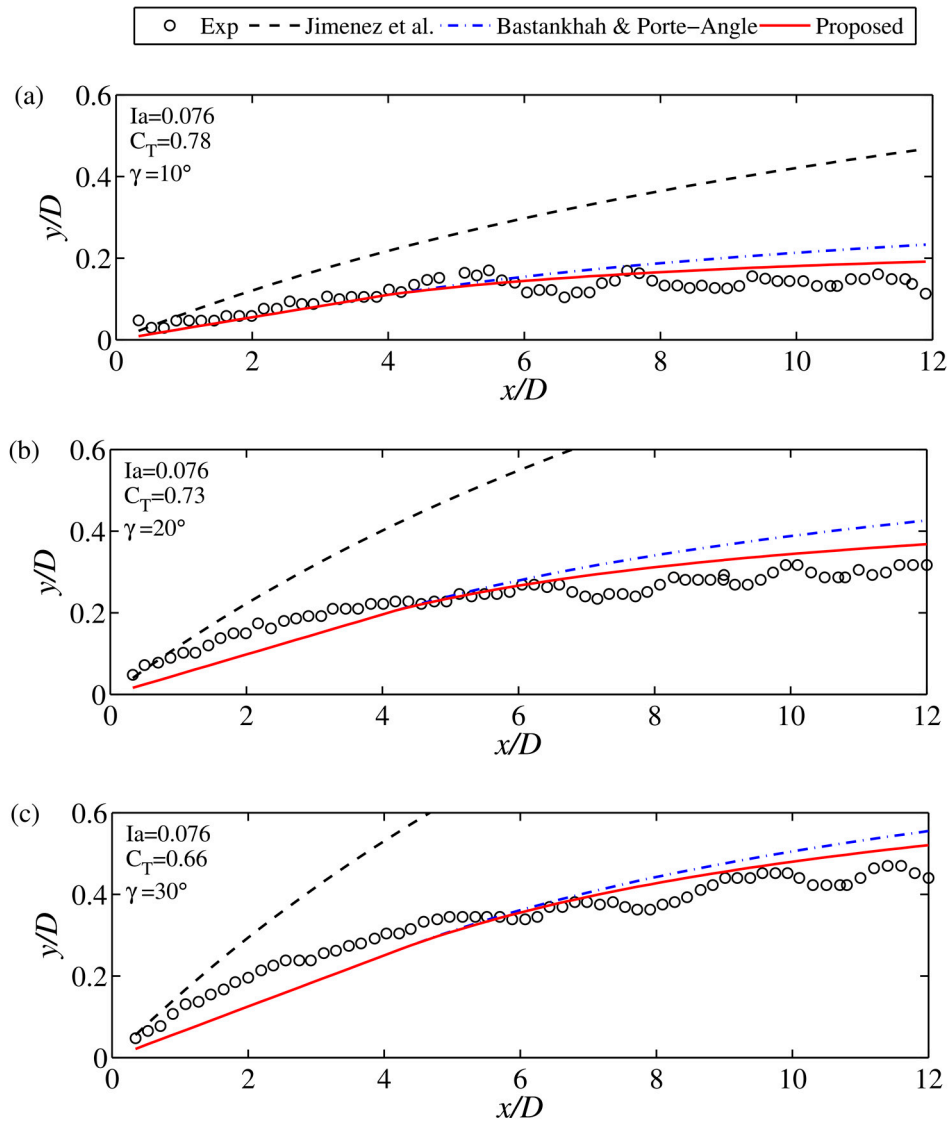 Exp Jimenez et al. Bastankhah & Porte−Angle Proposed
(a)
0.6
Ia=0.076
C_T=0.78
γ=10°
0.4
y/D
0.2
0
0 2 4 6 8 10 12
x/D
(b)
0.6
Ia=0.076
C_T=0.73
γ=20°
0.4
y/D
0.2
0
0 2 4 6 8 10 12
x/D
(c)
0.6
Ia=0.076
C_T=0.66
γ=30°
0.4
y/D
0.2
0
0 2 4 6 8 10 12
x/D